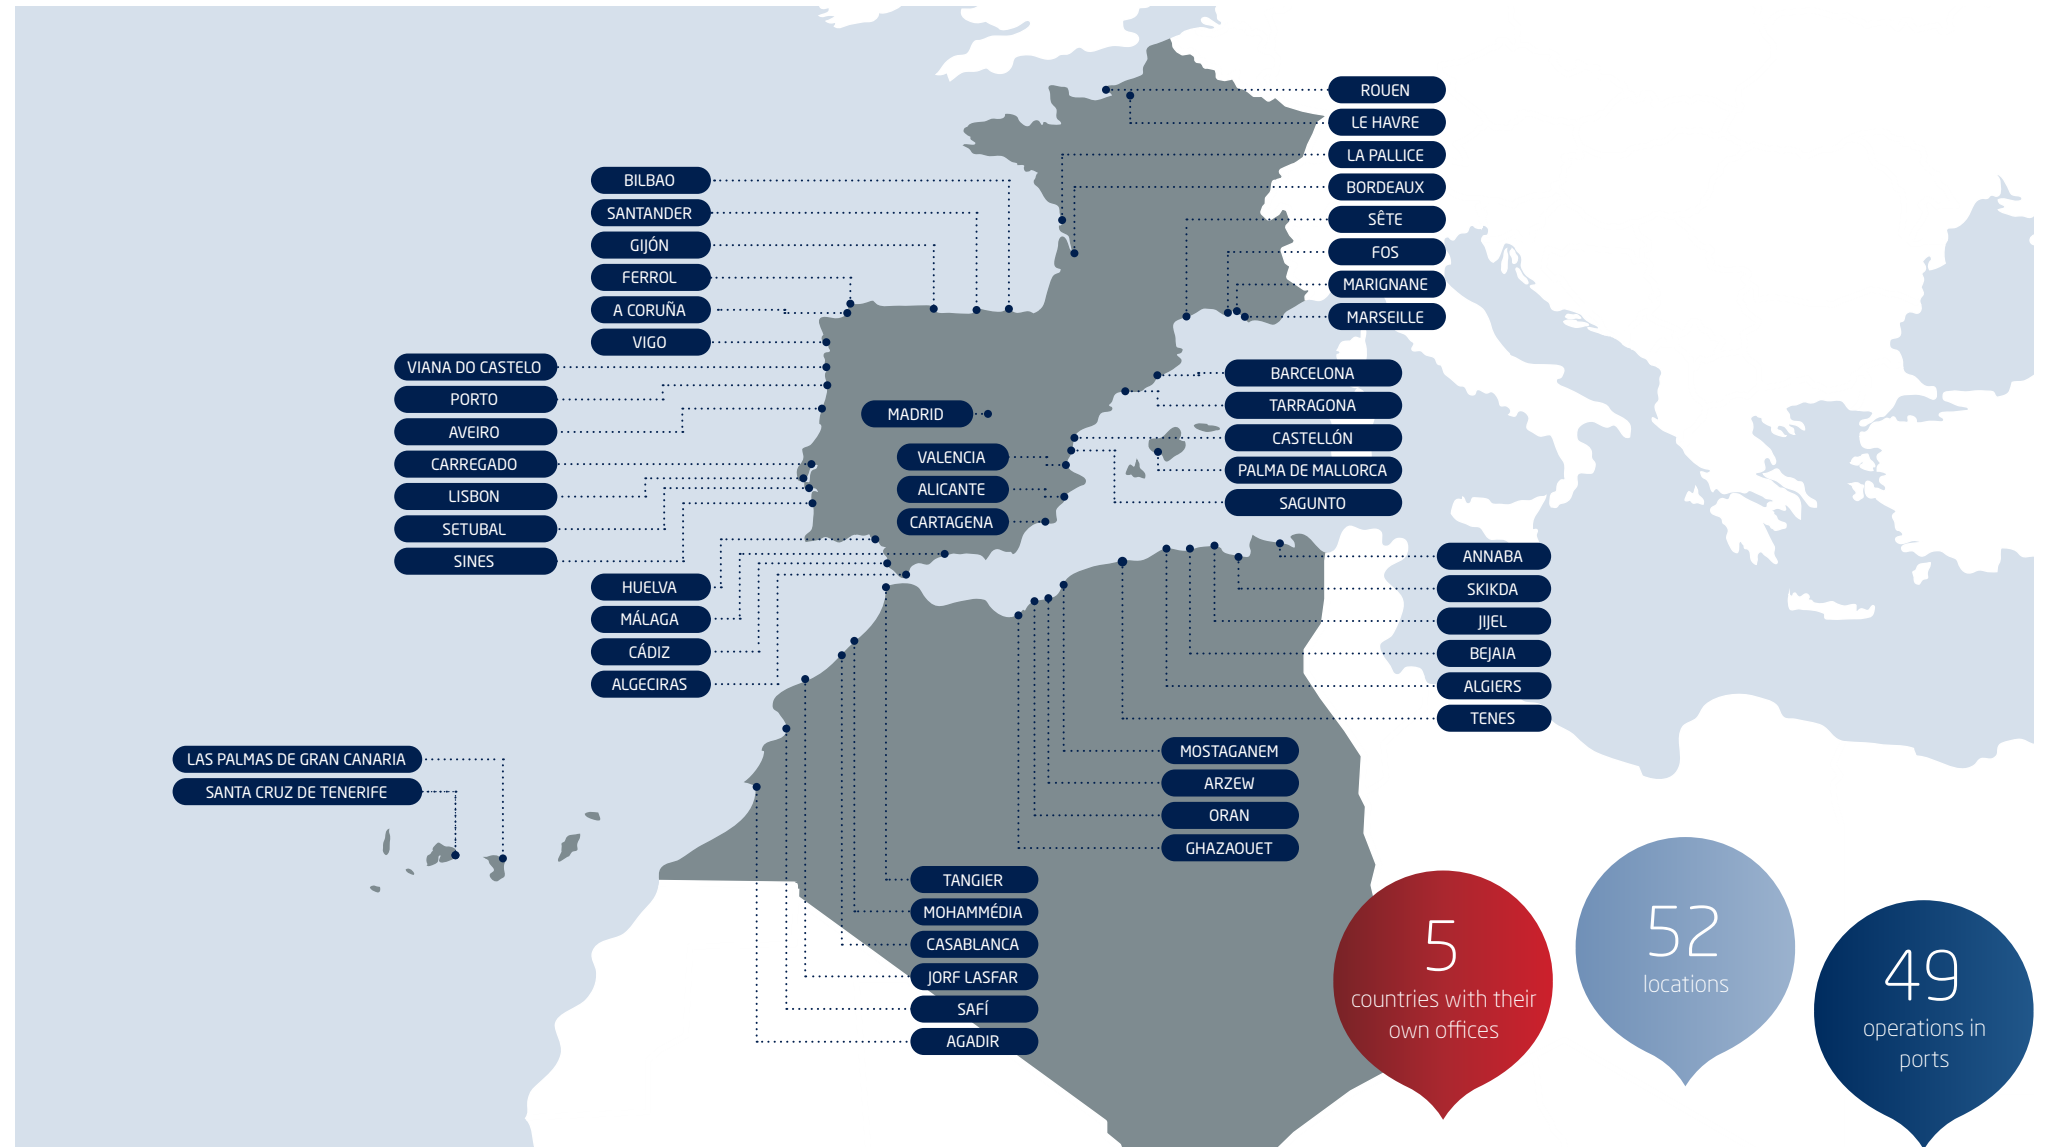 ROUEN
LE HAVRE
LA PALLICE
BORDEAUX
SÊTE
FOS
MARIGNANE
MARSEILLE
BILBAO
SANTANDER
GIJÓN
FERROL
A CORUÑA
VIGO
VIANA DO CASTELO
PORTO
AVEIRO
CARREGADO
LISBON
SETUBAL
SINES
MADRID
VALENCIA
ALICANTE
CARTAGENA
BARCELONA
TARRAGONA
CASTELLÓN
PALMA DE MALLORCA
SAGUNTO
HUELVA
MÁLAGA
CÁDIZ
ALGECIRAS
ANNABA
SKIKDA
JIJEL
BEJAIA
ALGIERS
TENES
LAS PALMAS DE GRAN CANARIA
SANTA CRUZ DE TENERIFE
MOSTAGANEM
ARZEW
ORAN
GHAZAOUET
TANGIER
MOHAMMÉDIA
CASABLANCA
JORF LASFAR
SAFÍ
AGADIR
5
countries with their
own offices
52
locations
49
operations in
ports